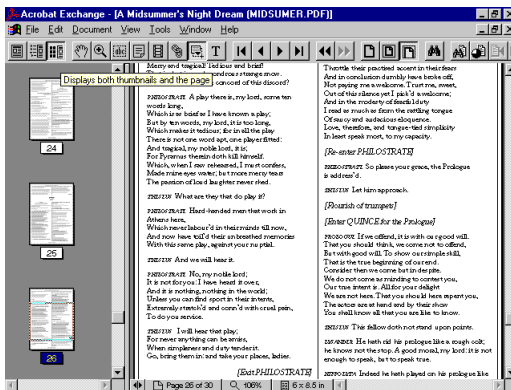 Acrobat Exchange - [A Midsummer's Night Dream (MIDSUMER.PDF)]
File Edit Document View Tools Window Help
Displays both thumbnails and the page
24
25
26
Merry and tragical! Tedious and brief!
concord of this discord?
PHILOSTRATE A play there is, my lord, some ten
words long,
Which is as brief as I have known a play;
But by ten words, my lord, it is too long,
Which makes it tedious; for in all the play
There is not one word apt, one player fitted:
And tragical, my noble lord, it is;
For Pyramus therein doth kill himself.
Which, when I saw rehearsed, I must confess,
Made mine eyes water; but more merry tears
The passion of loud laughter never shed.
THESEUS What are they that do play it?
PHILOSTRATE Hard-handed men that work in
Athens here,
Which never labour'd in their minds till now,
And now have toil'd their unbreathed memories
With this same play, against your nuptial.
THESEUS And we will hear it.
PHILOSTRATE No, my noble lord;
It is not for you: I have heard it over,
And it is nothing, nothing in the world;
Unless you can find sport in their intents,
Extremely stretch'd and conn'd with cruel pain,
To do you service.
THESEUS I will hear that play;
For never anything can be amiss,
When simpleness and duty tender it.
Go, bring them in: and take your places, ladies.
[Exit PHILOSTRATE]
Throttle their practised accent in their fears
And in conclusion dumbly have broke off,
Not paying me a welcome. Trust me, sweet,
Out of this silence yet I pick'd a welcome;
And in the modesty of fearful duty
I read as much as from the rattling tongue
Of saucy and audacious eloquence.
Love, therefore, and tongue-tied simplicity
In least speak most, to my capacity.
[Re-enter PHILOSTRATE]
PHILOSTRATE So please your grace, the Prologue
is address'd.
THESEUS Let him approach.
[Flourish of trumpets]
[Enter QUINCE for the Prologue]
PROLOGUE If we offend, it is with our good will.
That you should think, we come not to offend,
But with good will. To show our simple skill,
That is the true beginning of our end.
Consider then we come but in despite.
We do not come as minding to contest you,
Our true intent is. All for your delight
We are not here. That you should here repent you,
The actors are at hand and by their show
You shall know all that you are like to know.
THESEUS This fellow doth not stand upon points.
LYSANDER He hath rid his prologue like a rough colt;
he knows not the stop. A good moral, my lord: it is not
enough to speak, but to speak true.
HIPPOLYTA Indeed he hath played on his prologue like
Page 26 of 30
106%
6 x 8.5 in